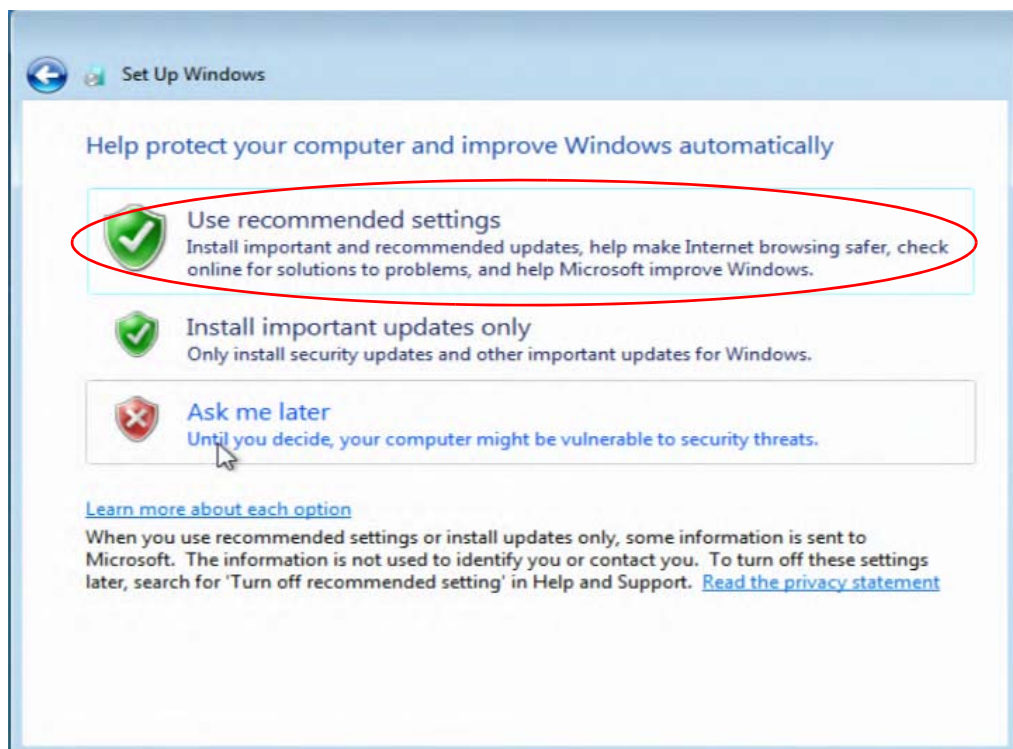 Set Up Windows
Help protect your computer and improve Windows automatically
Use recommended settings
Install important and recommended updates, help make Internet browsing safer, check
online for solutions to problems, and help Microsoft improve Windows.
Install important updates only
Only install security updates and other important updates for Windows.
Ask me later
Until you decide, your computer might be vulnerable to security threats.
Learn more about each option
When you use recommended settings or install updates only, some information is sent to
Microsoft. The information is not used to identify you or contact you. To turn off these settings
later, search for 'Turn off recommended setting' in Help and Support. Read the privacy statement